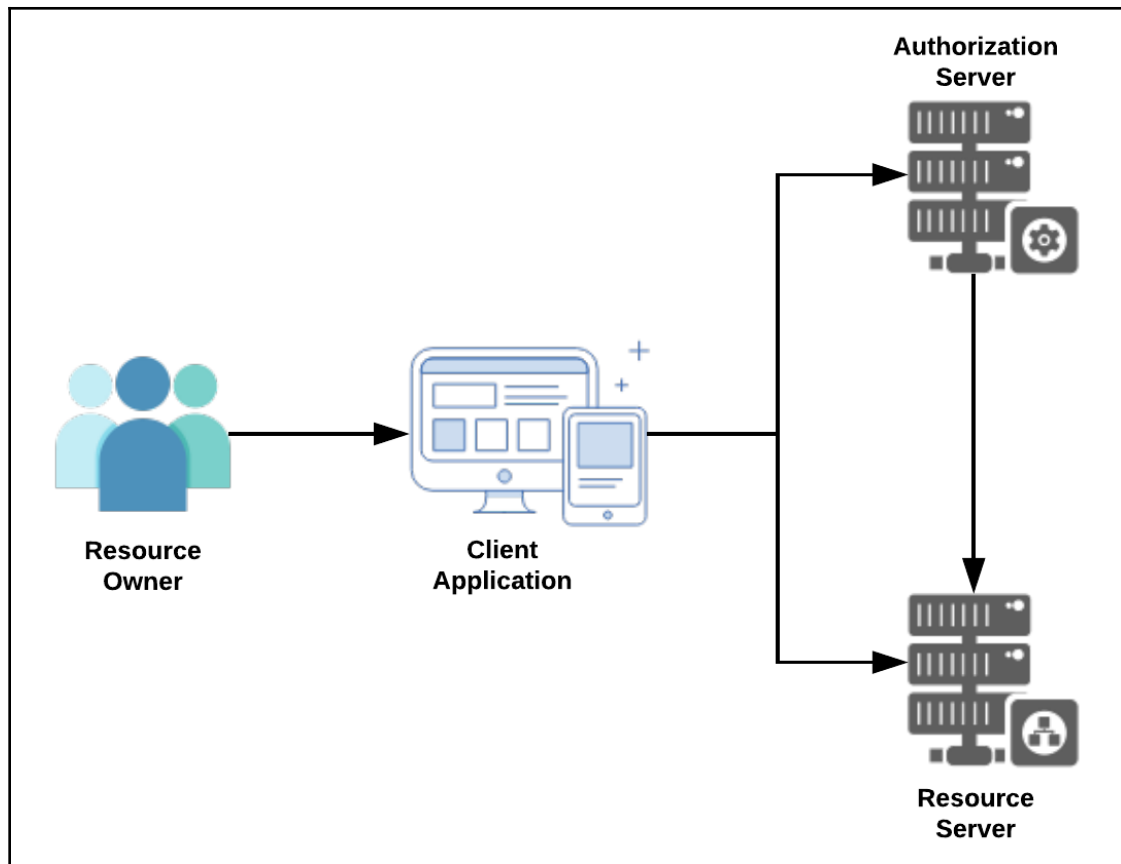 Authorization
Server
Resource
Owner
Client
Application
Resource
Server